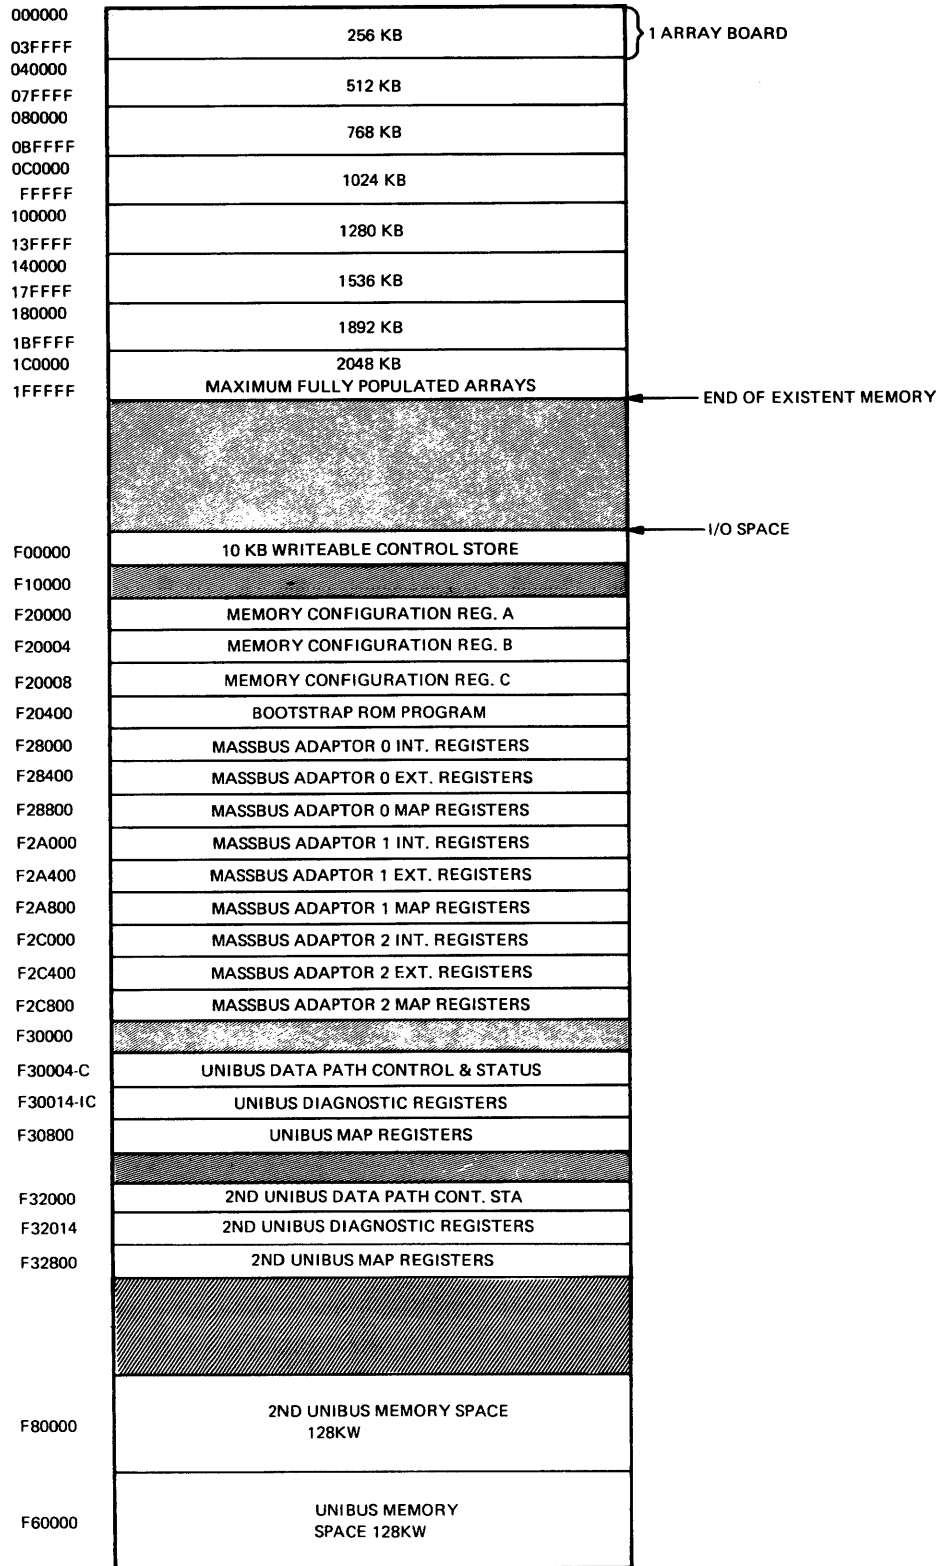 000000
256 KB
1 ARRAY BOARD
03FFFF
040000
512 KB
07FFFF
080000
768 KB
0BFFFF
0C0000
1024 KB
FFFFF
100000
1280 KB
13FFFF
140000
1536 KB
17FFFF
180000
1892 KB
1BFFFF
1C0000
2048 KB
1FFFFF
MAXIMUM FULLY POPULATED ARRAYS
END OF EXISTENT MEMORY
I/O SPACE
F00000 10 KB WRITEABLE CONTROL STORE
F10000
F20000 MEMORY CONFIGURATION REG. A
F20004 MEMORY CONFIGURATION REG. B
F20008 MEMORY CONFIGURATION REG. C
F20400 BOOTSTRAP ROM PROGRAM
F28000 MASSBUS ADAPTOR 0 INT. REGISTERS
F28400 MASSBUS ADAPTOR 0 EXT. REGISTERS
F28800 MASSBUS ADAPTOR 0 MAP REGISTERS
F2A000 MASSBUS ADAPTOR 1 INT. REGISTERS
F2A400 MASSBUS ADAPTOR 1 EXT. REGISTERS
F2A800 MASSBUS ADAPTOR 1 MAP REGISTERS
F2C000 MASSBUS ADAPTOR 2 INT. REGISTERS
F2C400 MASSBUS ADAPTOR 2 EXT. REGISTERS
F2C800 MASSBUS ADAPTOR 2 MAP REGISTERS
F30000
F30004-C UNIBUS DATA PATH CONTROL & STATUS
F30014-IC UNIBUS DIAGNOSTIC REGISTERS
F30800 UNIBUS MAP REGISTERS
F32000 2ND UNIBUS DATA PATH CONT. STA
F32014 2ND UNIBUS DIAGNOSTIC REGISTERS
F32800 2ND UNIBUS MAP REGISTERS
F80000
2ND UNIBUS MEMORY SPACE
128KW
F60000
UNIBUS MEMORY
SPACE 128KW